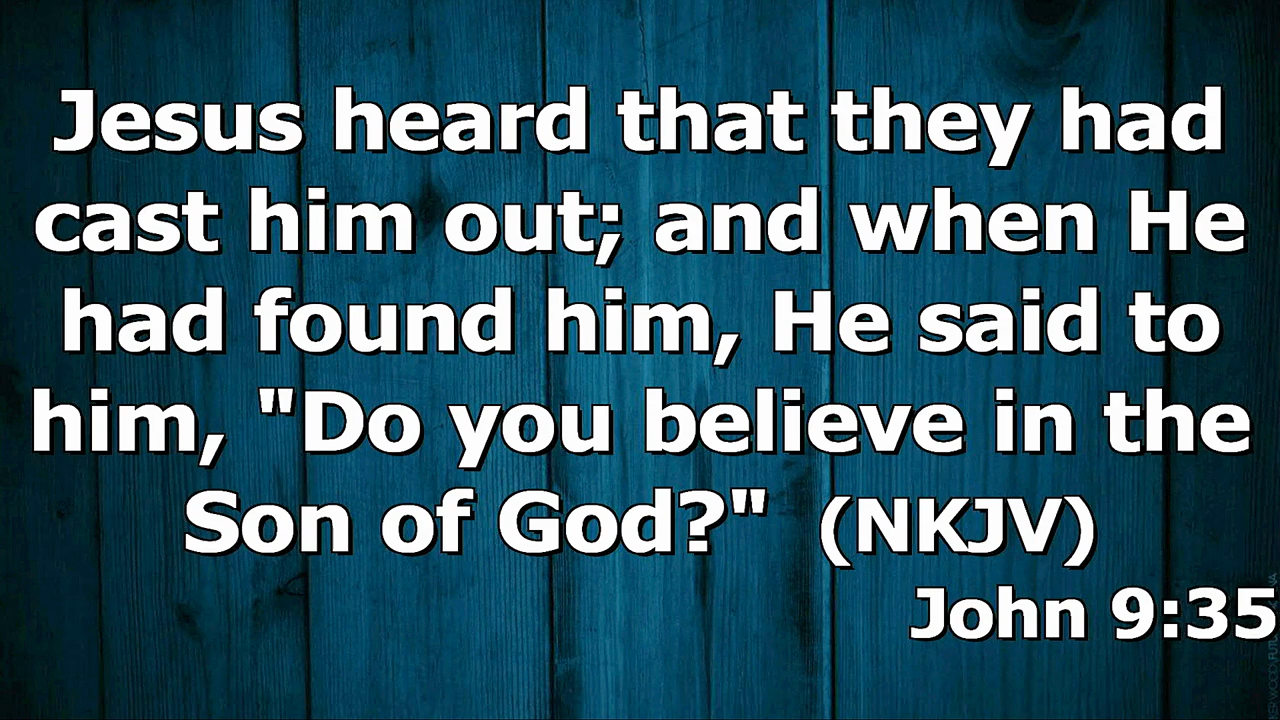 Jesus heard that they had
cast him out; and when He
had found him, He said to
him, "Do you believe in the
Son of God?" (NKJV)
John 9:35